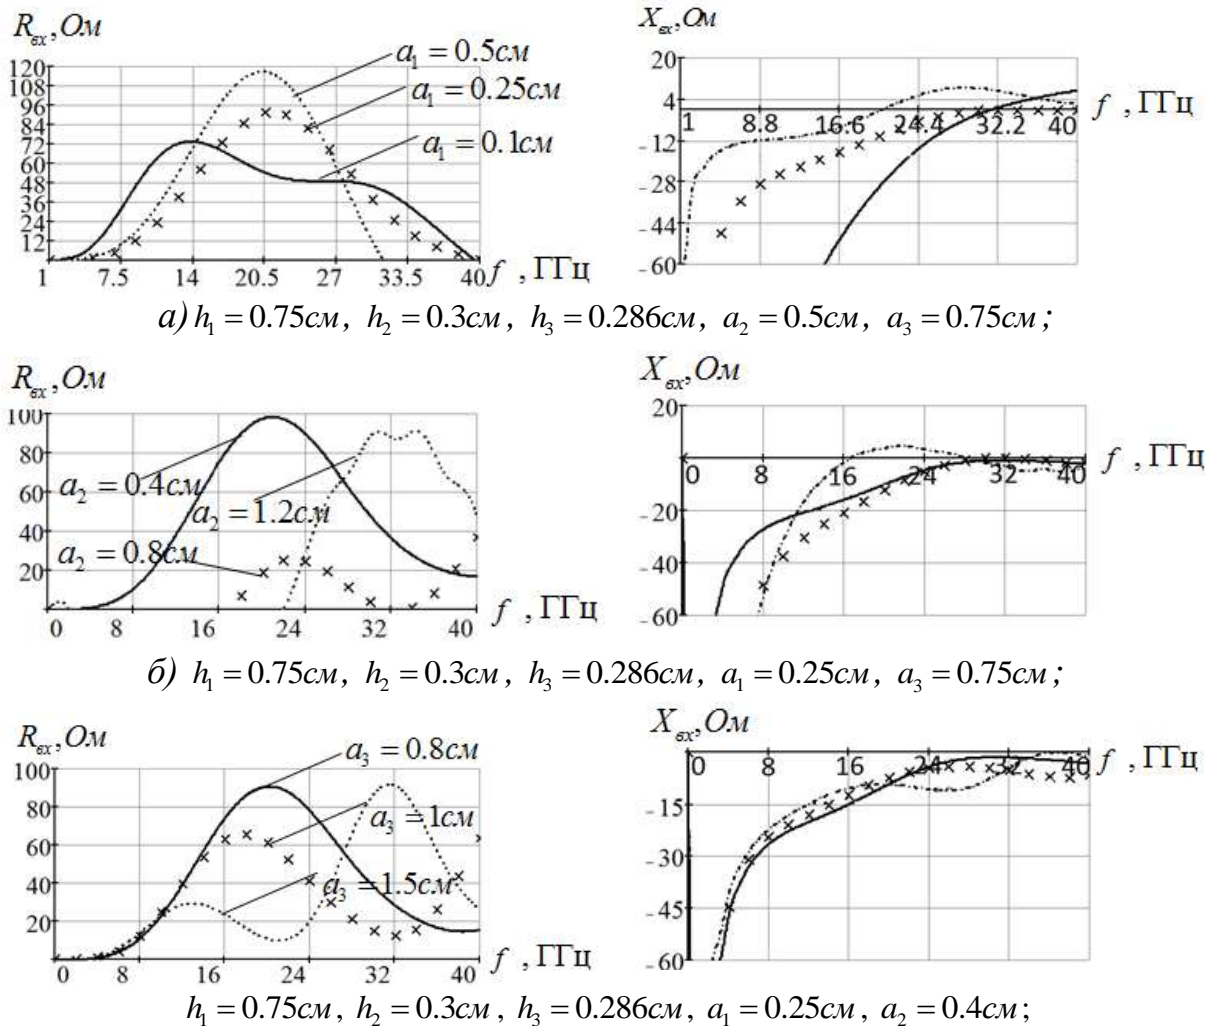 R_вх, Ом
a₁ = 0.5см
a₁ = 0.25см
a₁ = 0.1см
120
108
96
84
72
60
48
36
24
12
1 7.5 14 20.5 27 33.5 40 f , ГГц
X_вх, Ом
20
4
-12
-28
-44
-60
1 8.8 16.6 24.4 32.2 40 f , ГГц
а) h₁ = 0.75см, h₂ = 0.3см, h₃ = 0.286см, a₂ = 0.5см, a₃ = 0.75см;
R_вх, Ом
100
80
60
40
20
a₂ = 0.4см
a₂ = 1.2см
a₂ = 0.8см
0 8 16 24 32 40 f , ГГц
X_вх, Ом
20
-20
-40
-60
0 8 16 24 32 40 f , ГГц
б) h₁ = 0.75см, h₂ = 0.3см, h₃ = 0.286см, a₁ = 0.25см, a₃ = 0.75см;
R_вх, Ом
100
80
60
40
20
a₃ = 0.8см
a₃ = 1см
a₃ = 1.5см
0 8 16 24 32 40 f , ГГц
X_вх, Ом
-15
-30
-45
-60
0 8 16 24 32 40 f , ГГц
h₁ = 0.75см, h₂ = 0.3см, h₃ = 0.286см, a₁ = 0.25см, a₂ = 0.4см;